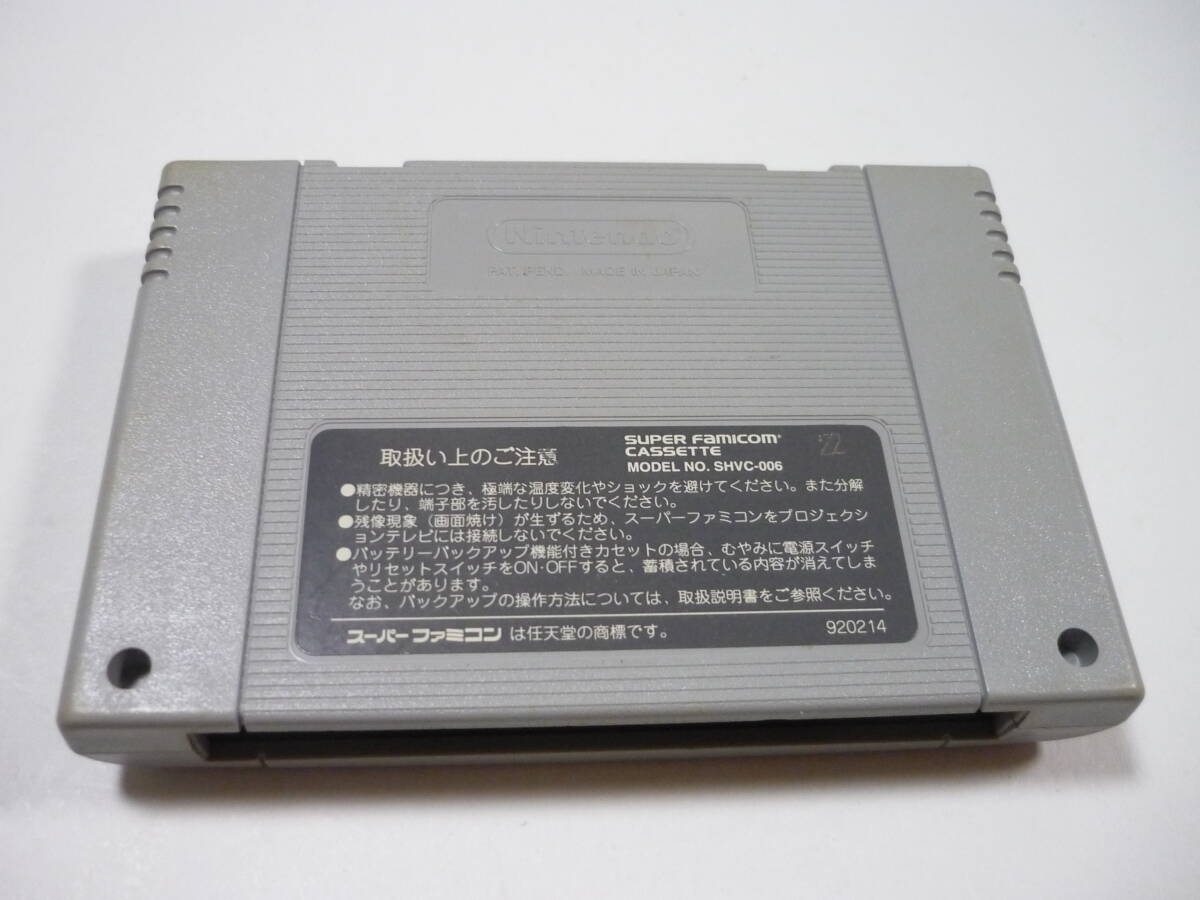 Nintendo
PAT. PEND. MADE IN JAPAN
取扱い上のご注意
SUPER FAMICOM
CASSETTE
MODEL NO. SHVC-006
22
●精密機器につき、極端な温度変化やショックを避けてください。また分解
したり、端子部を汚したりしないでください。
●残像現象(画面焼け)が生ずるため、スーパーファミコンをプロジェクシ
ョンテレビには接続しないでください。
●バッテリーバックアップ機能付きカセットの場合、むやみに電源スイッチ
やリセットスイッチをON・OFFすると、蓄積されている内容が消えてしま
うことがあります。
なお、バックアップの操作方法については、取扱説明書をご参照ください。
スーパーファミコン は任天堂の商標です。
920214